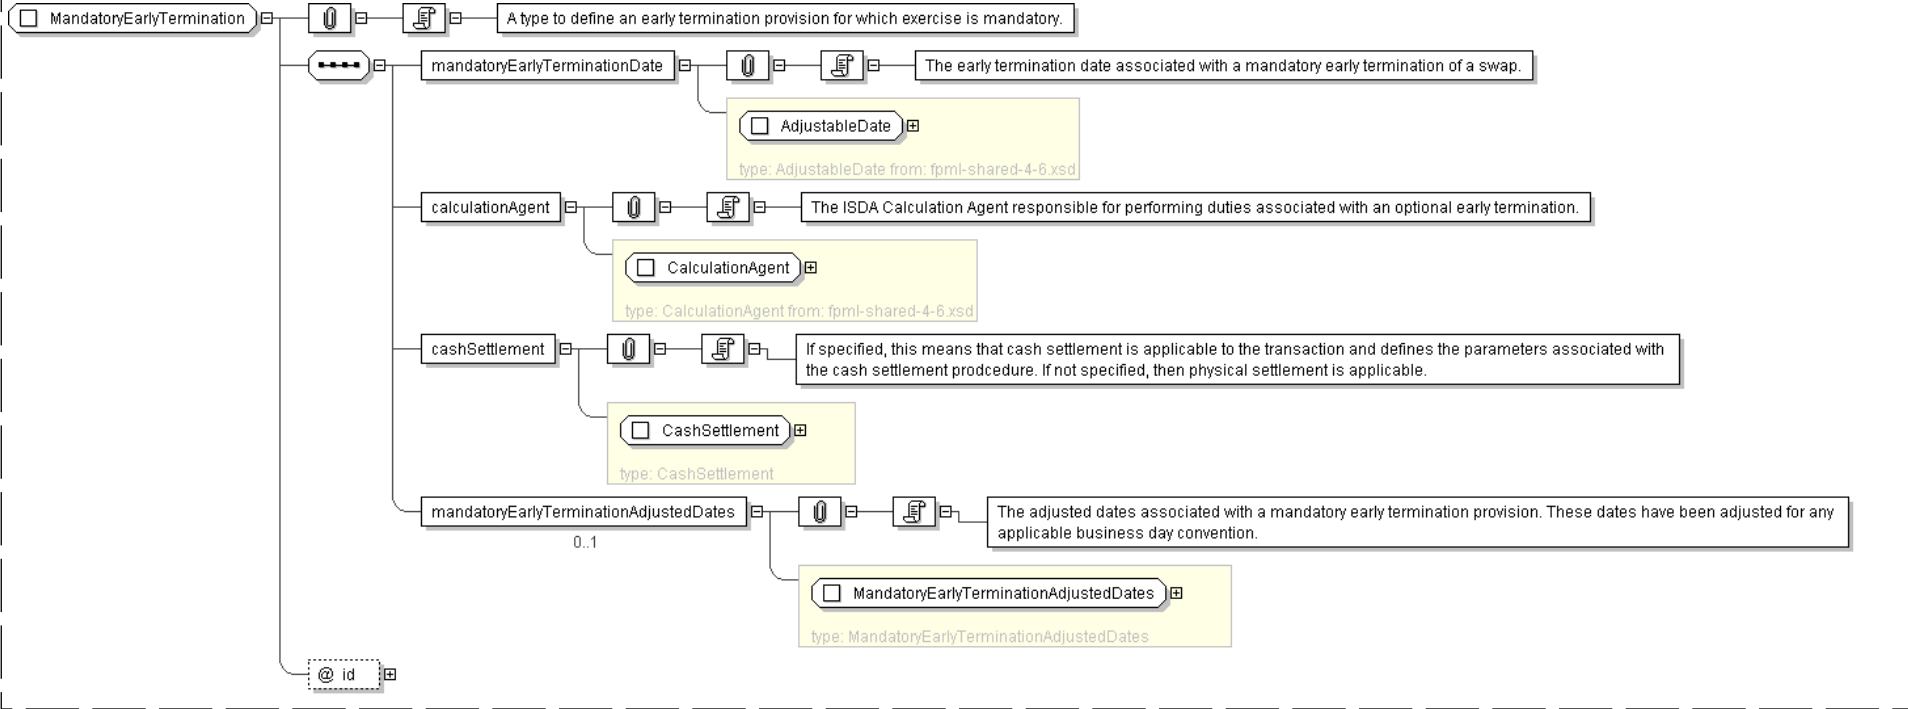 MandatoryEarlyTermination
A type to define an early termination provision for which exercise is mandatory.
mandatoryEarlyTerminationDate
The early termination date associated with a mandatory early termination of a swap.
AdjustableDate
type: AdjustableDate from: fpml-shared-4-6.xsd
calculationAgent
The ISDA Calculation Agent responsible for performing duties associated with an optional early termination.
CalculationAgent
type: CalculationAgent from: fpml-shared-4-6.xsd
cashSettlement
If specified, this means that cash settlement is applicable to the transaction and defines the parameters associated with
the cash settlement prodcedure. If not specified, then physical settlement is applicable.
CashSettlement
type: CashSettlement
mandatoryEarlyTerminationAdjustedDates
0..1
The adjusted dates associated with a mandatory early termination provision. These dates have been adjusted for any
applicable business day convention.
MandatoryEarlyTerminationAdjustedDates
type: MandatoryEarlyTerminationAdjustedDates
@ id